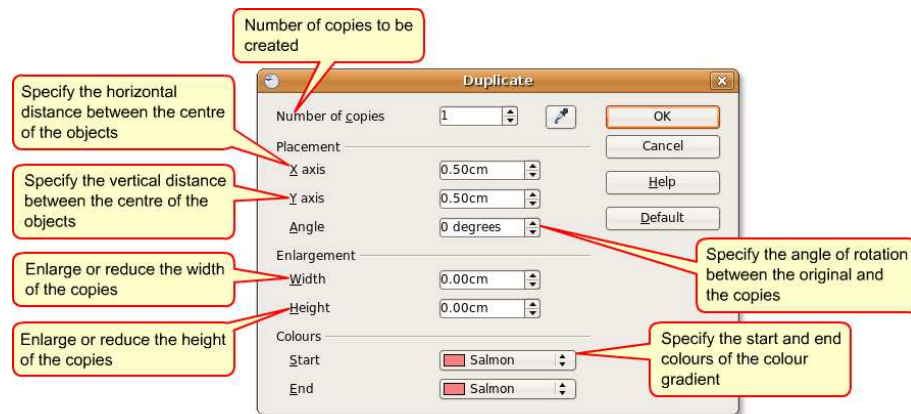 Number of copies to be
created
Duplicate
Specify the horizontal
distance between the centre
of the objects
Number of copies
1
OK
Placement
Cancel
X axis
0.50cm
Help
Specify the vertical distance
between the centre of the
objects
Y axis
0.50cm
Default
Angle
0 degrees
Specify the angle of rotation
between the original and
the copies
Enlarge or reduce the width
of the copies
Enlargement
Width
0.00cm
Height
0.00cm
Enlarge or reduce the height
of the copies
Colours
Start
Salmon
Specify the start and end
colours of the colour
gradient
End
Salmon